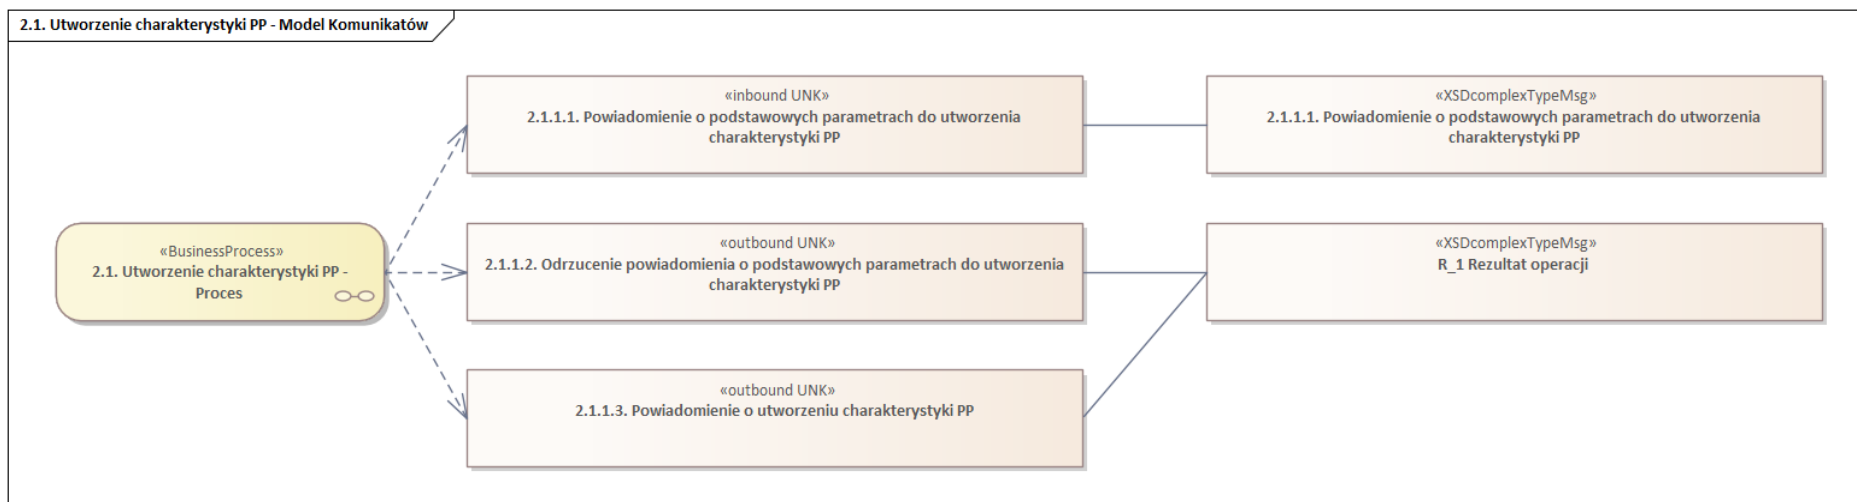 2.1. Utworzenie charakterystyki PP - Model Komunikatów
«inbound UNK»
2.1.1.1. Powiadomienie o podstawowych parametrach do utworzenia
charakterystyki PP
«XSDcomplexTypeMsg»
2.1.1.1. Powiadomienie o podstawowych parametrach do utworzenia
charakterystyki PP
«BusinessProcess»
2.1. Utworzenie charakterystyki PP -
Proces
«outbound UNK»
2.1.1.2. Odrzucenie powiadomienia o podstawowych parametrach do utworzenia
charakterystyki PP
«XSDcomplexTypeMsg»
R_1 Rezultat operacji
«outbound UNK»
2.1.1.3. Powiadomienie o utworzeniu charakterystyki PP